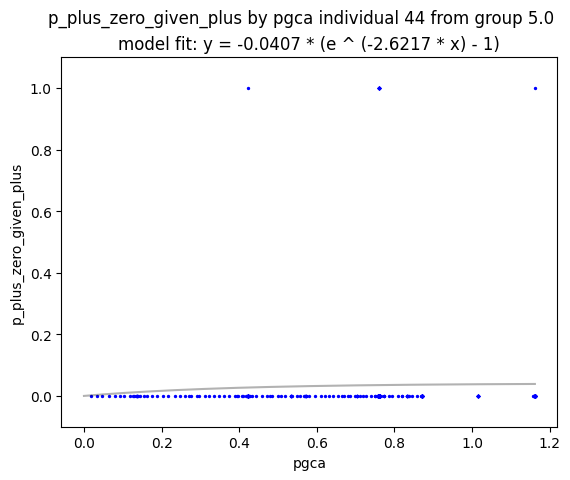 p_plus_zero_given_plus by pgca individual 44 from group 5.0
model fit: y = -0.0407 * (e ^ (-2.6217 * x) - 1)
1.0
0.8
0.6
0.4
0.2
0.0
p_plus_zero_given_plus
0.0 0.2 0.4 0.6 0.8 1.0 1.2
pgca